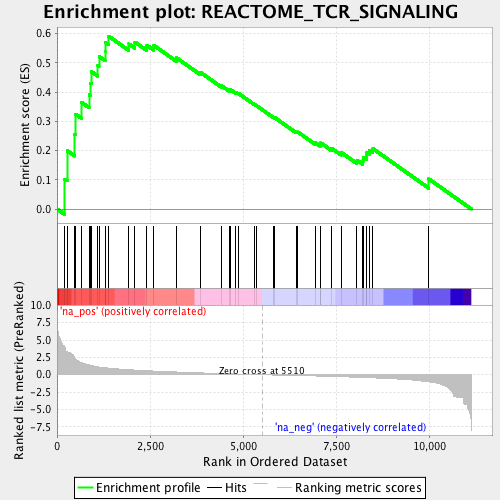 Enrichment plot: REACTOME_TCR_SIGNALING
Enrichment score (ES)
0.6
0.5
0.4
0.3
0.2
0.1
0.0
Ranked list metric (PreRanked)
10.0
7.5
5.0
2.5
0.0
-2.5
-5.0
-7.5
'na_pos' (positively correlated)
Zero cross at 5510
'na_neg' (negatively correlated)
0 2,500 5,000 7,500 10,000
Rank in Ordered Dataset
Enrichment profile Hits Ranking metric scores